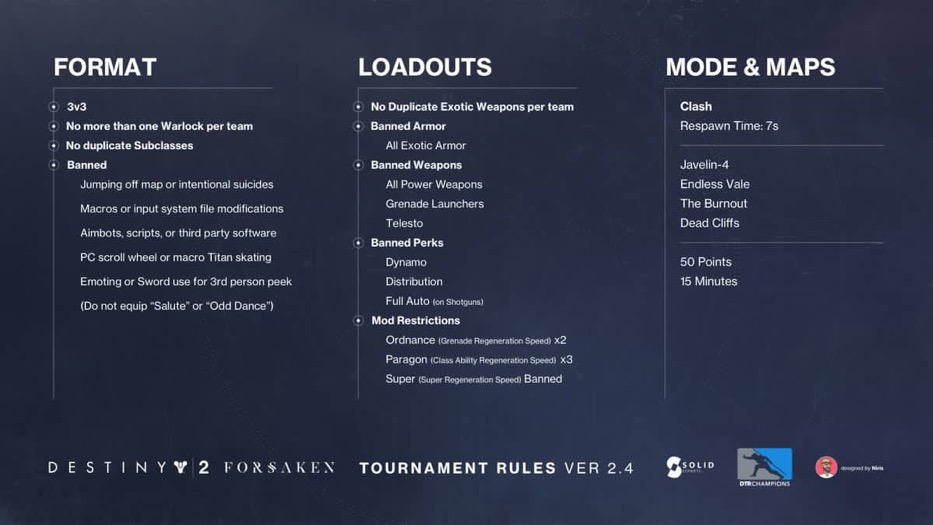 FORMAT
3v3
No more than one Warlock per team
No duplicate Subclasses
Banned
Jumping off map or intentional suicides
Macros or input system file modifications
Aimbots, scripts, or third party software
PC scroll wheel or macro Titan skating
Emoting or Sword use for 3rd person peek
(Do not equip “Salute” or “Odd Dance”)
LOADOUTS
No Duplicate Exotic Weapons per team
Banned Armor
All Exotic Armor
Banned Weapons
All Power Weapons
Grenade Launchers
Telesto
Banned Perks
Dynamo
Distribution
Full Auto (on Shotguns)
Mod Restrictions
Ordnance (Grenade Regeneration Speed) x2
Paragon (Class Ability Regeneration Speed) x3
Super (Super Regeneration Speed) Banned
MODE & MAPS
Clash
Respawn Time: 7s
Javelin-4
Endless Vale
The Burnout
Dead Cliffs
50 Points
15 Minutes
DESTINY 2 FORSAKEN
TOURNAMENT RULES VER 2.4
SOLID
DTRCHAMPIONS
designed by Niris